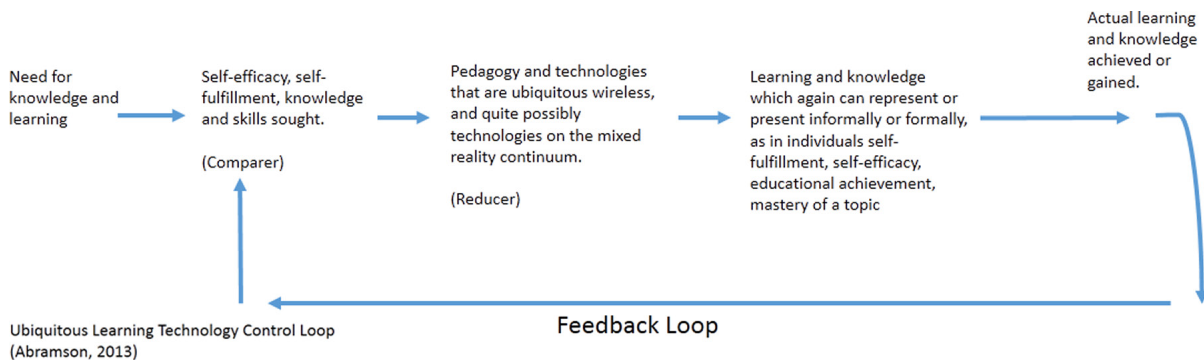 Need for
knowledge and
learning
Self-efficacy, self-
fulfillment, knowledge
and skills sought.
(Comparer)
Pedagogy and technologies
that are ubiquitous wireless,
and quite possibly
technologies on the mixed
reality continuum.
(Reducer)
Learning and knowledge
which again can represent or
present informally or formally,
as in individuals self-
fulfillment, self-efficacy,
educational achievement,
mastery of a topic
Actual learning
and knowledge
achieved or
gained.
Feedback Loop
Ubiquitous Learning Technology Control Loop
(Abramson, 2013)